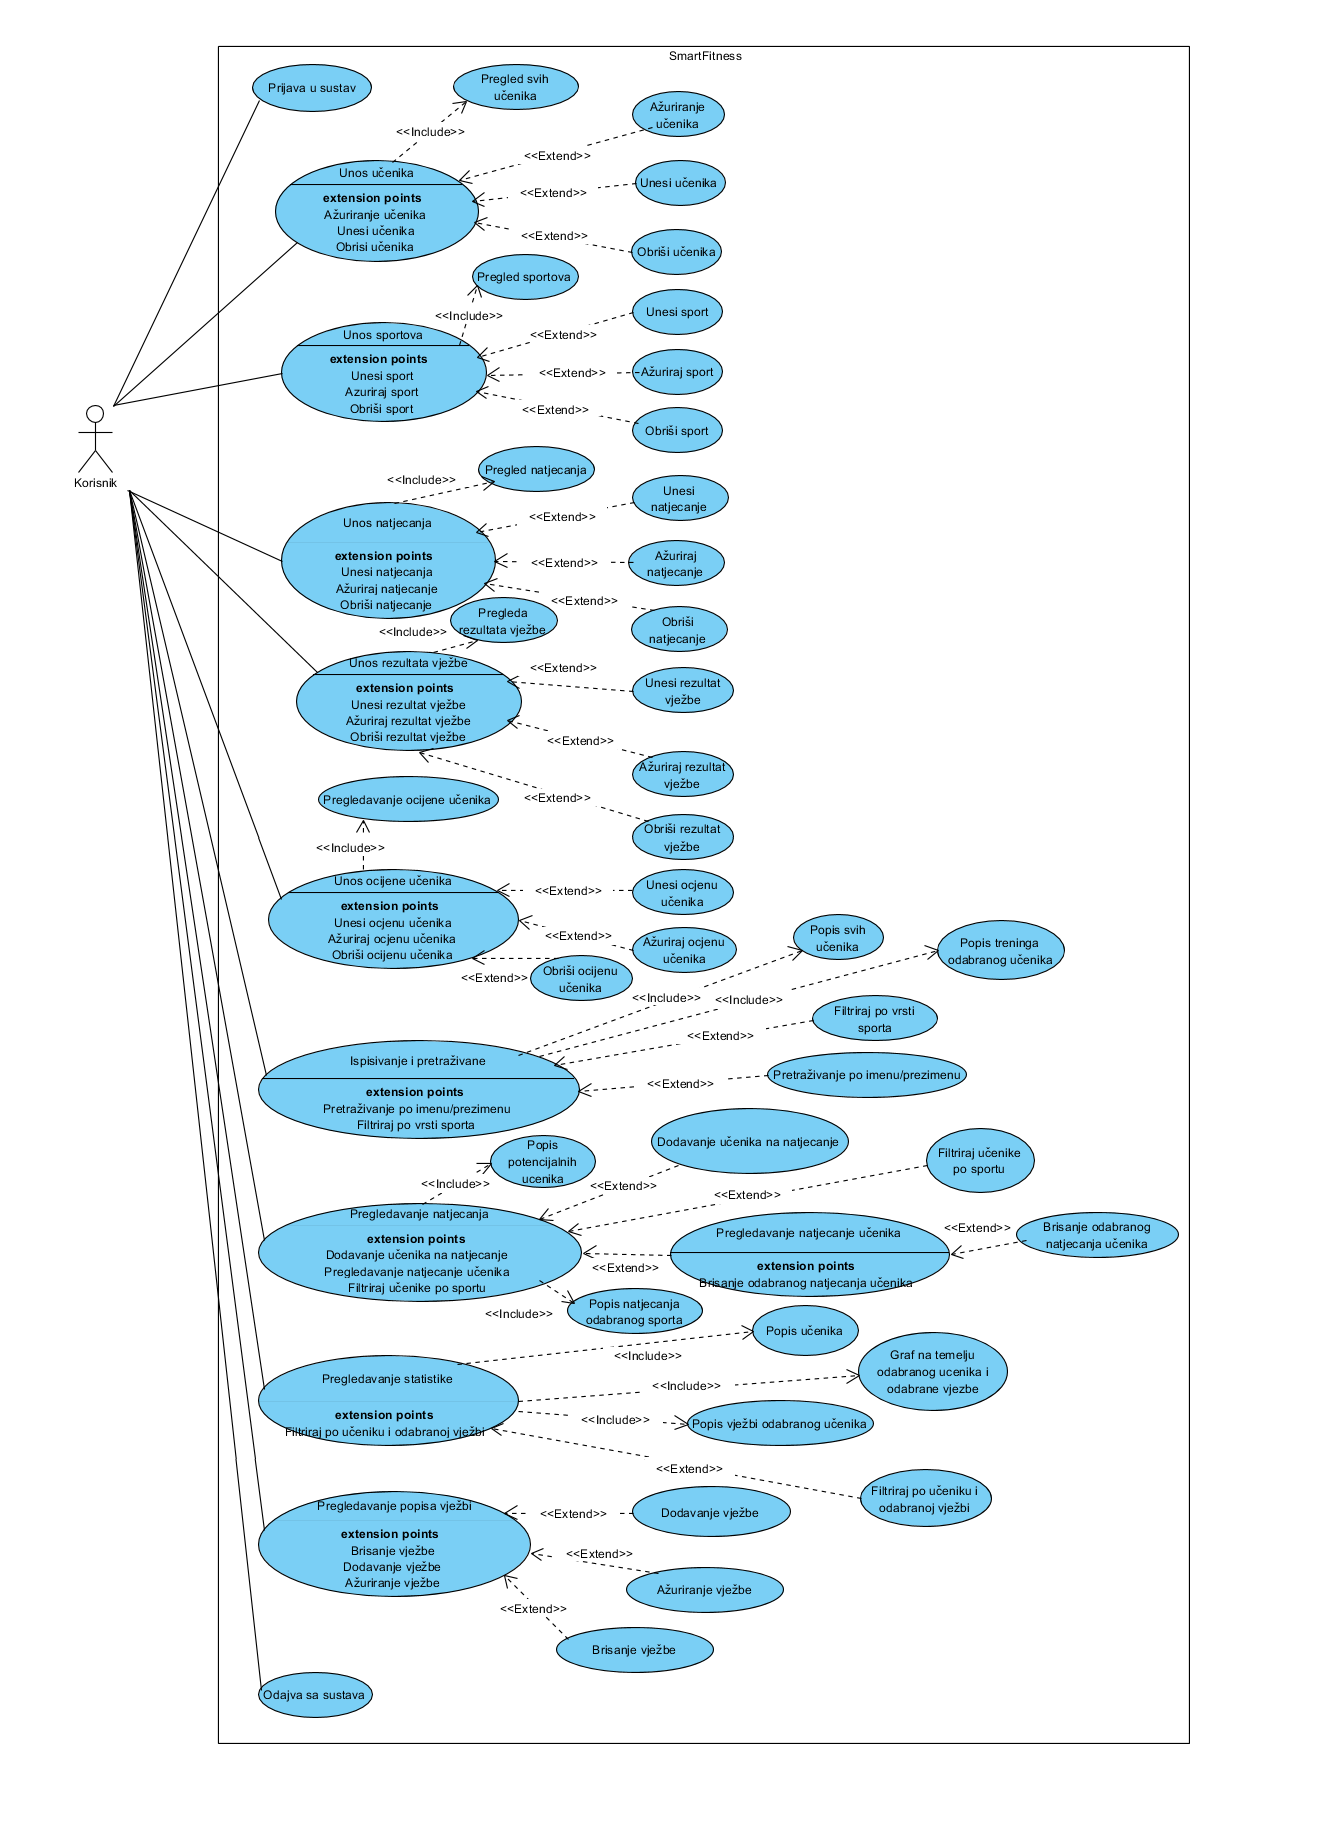 SmartFitness
Prijava u sustav
Pregled svih
učenika
<<Include>>
Ažuriranje
učenika
<<Extend>>
Unos učenika
extension points
Ažuriranje učenika
Unesi učenika
Obrisi učenika
<<Extend>>
Unesi učenika
<<Extend>>
Obriši učenika
Pregled sportova
<<Include>>
Unos sportova
extension points
Unesi sport
Azuriraj sport
Obriši sport
<<Extend>>
Unesi sport
<<Extend>>
Ažuriraj sport
<<Extend>>
Obriši sport
Korisnik
Pregled natjecanja
<<Include>>
Unos natjecanja
extension points
Unesi natjecanja
Ažuriraj natjecanje
Obriši natjecanje
<<Extend>>
Unesi
natjecanje
<<Extend>>
Ažuriraj
natjecanje
<<Extend>>
Obriši
natjecanje
Pregleda
rezultata vježbe
<<Include>>
Unos rezultata vježbe
extension points
Unesi rezultat vježbe
Ažuriraj rezultat vježbe
Obriši rezultat vježbe
<<Extend>>
Unesi rezultat
vježbe
<<Extend>>
Ažuriraj rezultat
vježbe
<<Extend>>
Obriši rezultat
vježbe
Pregledavanje ocijene učenika
<<Include>>
Unos ocijene učenika
extension points
Unesi ocjenu učenika
Ažuriraj ocjenu učenika
Obriši ocijenu učenika
<<Extend>>
Unesi ocjenu
učenika
<<Extend>>
Ažuriraj ocjenu
učenika
<<Extend>>
Obriši ocijenu
učenika
Popis svih
učenika
Popis treninga
odabranog učenika
<<Include>>
<<Include>>
Filtriraj po vrsti
sporta
<<Extend>>
Ispisivanje i pretraživane
extension points
Pretraživanje po imenu/prezimenu
Filtriraj po vrsti sporta
<<Extend>>
Pretraživanje po imenu/prezimenu
Popis
potencijalnih
ucenika
<<Include>>
Dodavanje učenika na natjecanje
<<Extend>>
Filtriraj učenike
po sportu
<<Extend>>
Pregledavanje natjecanja
extension points
Dodavanje učenika na natjecanje
Pregledavanje natjecanje učenika
Filtriraj učenike po sportu
Pregledavanje natjecanje učenika
extension points
Brisanje odabranog natjecanja učenika
<<Extend>>
<<Extend>>
Brisanje odabranog
natjecanja učenika
<<Include>>
Popis natjecanja
odabranog sporta
Popis učenika
<<Include>>
Graf na temelju
odabranog ucenika i
odabrane vjezbe
<<Include>>
Pregledavanje statistike
extension points
Filtriraj po učeniku i odabranoj vježbi
<<Include>>
Popis vježbi odabranog učenika
<<Extend>>
Filtriraj po učeniku i
odabranoj vježbi
Pregledavanje popisa vježbi
extension points
Brisanje vježbe
Dodavanje vježbe
Ažuriranje vježbe
<<Extend>>
Dodavanje vježbe
<<Extend>>
Ažuriranje vježbe
<<Extend>>
Brisanje vježbe
Odajva sa sustava